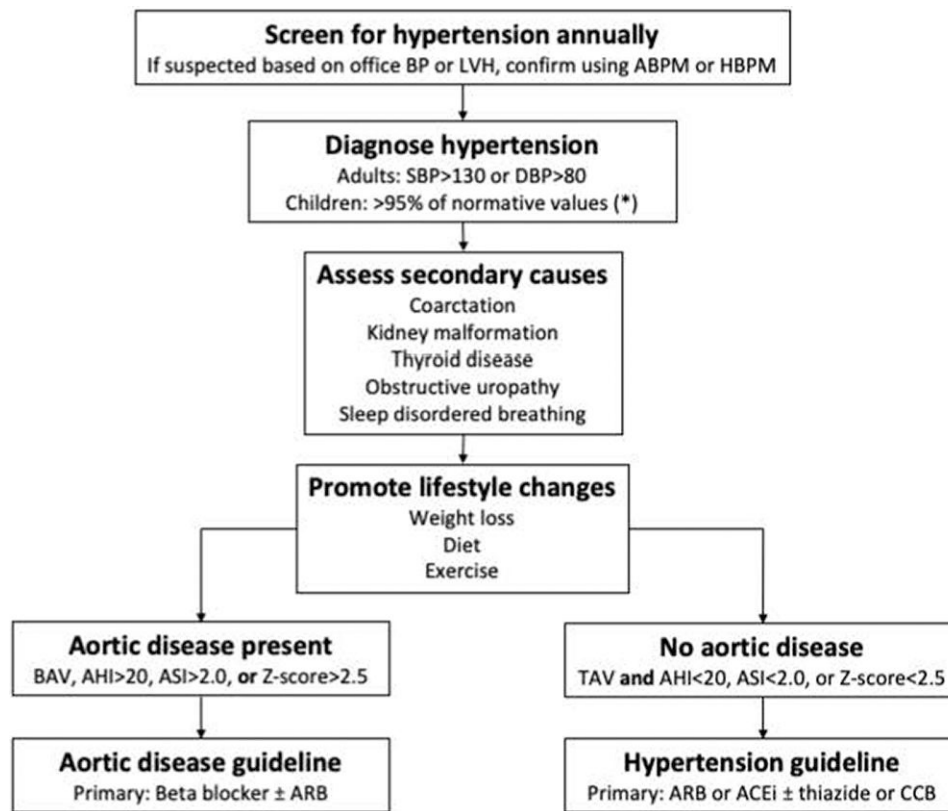 Screen for hypertension annually
If suspected based on office BP or LVH, confirm using ABPM or HBPM
Diagnose hypertension
Adults: SBP>130 or DBP>80
Children: >95% of normative values (*)
Assess secondary causes
Coarctation
Kidney malformation
Thyroid disease
Obstructive uropathy
Sleep disordered breathing
Promote lifestyle changes
Weight loss
Diet
Exercise
Aortic disease present
BAV, AHI>20, ASI>2.0, or Z-score>2.5
No aortic disease
TAV and AHI<20, ASI<2.0, or Z-score<2.5
Aortic disease guideline
Primary: Beta blocker ± ARB
Hypertension guideline
Primary: ARB or ACEi ± thiazide or CCB